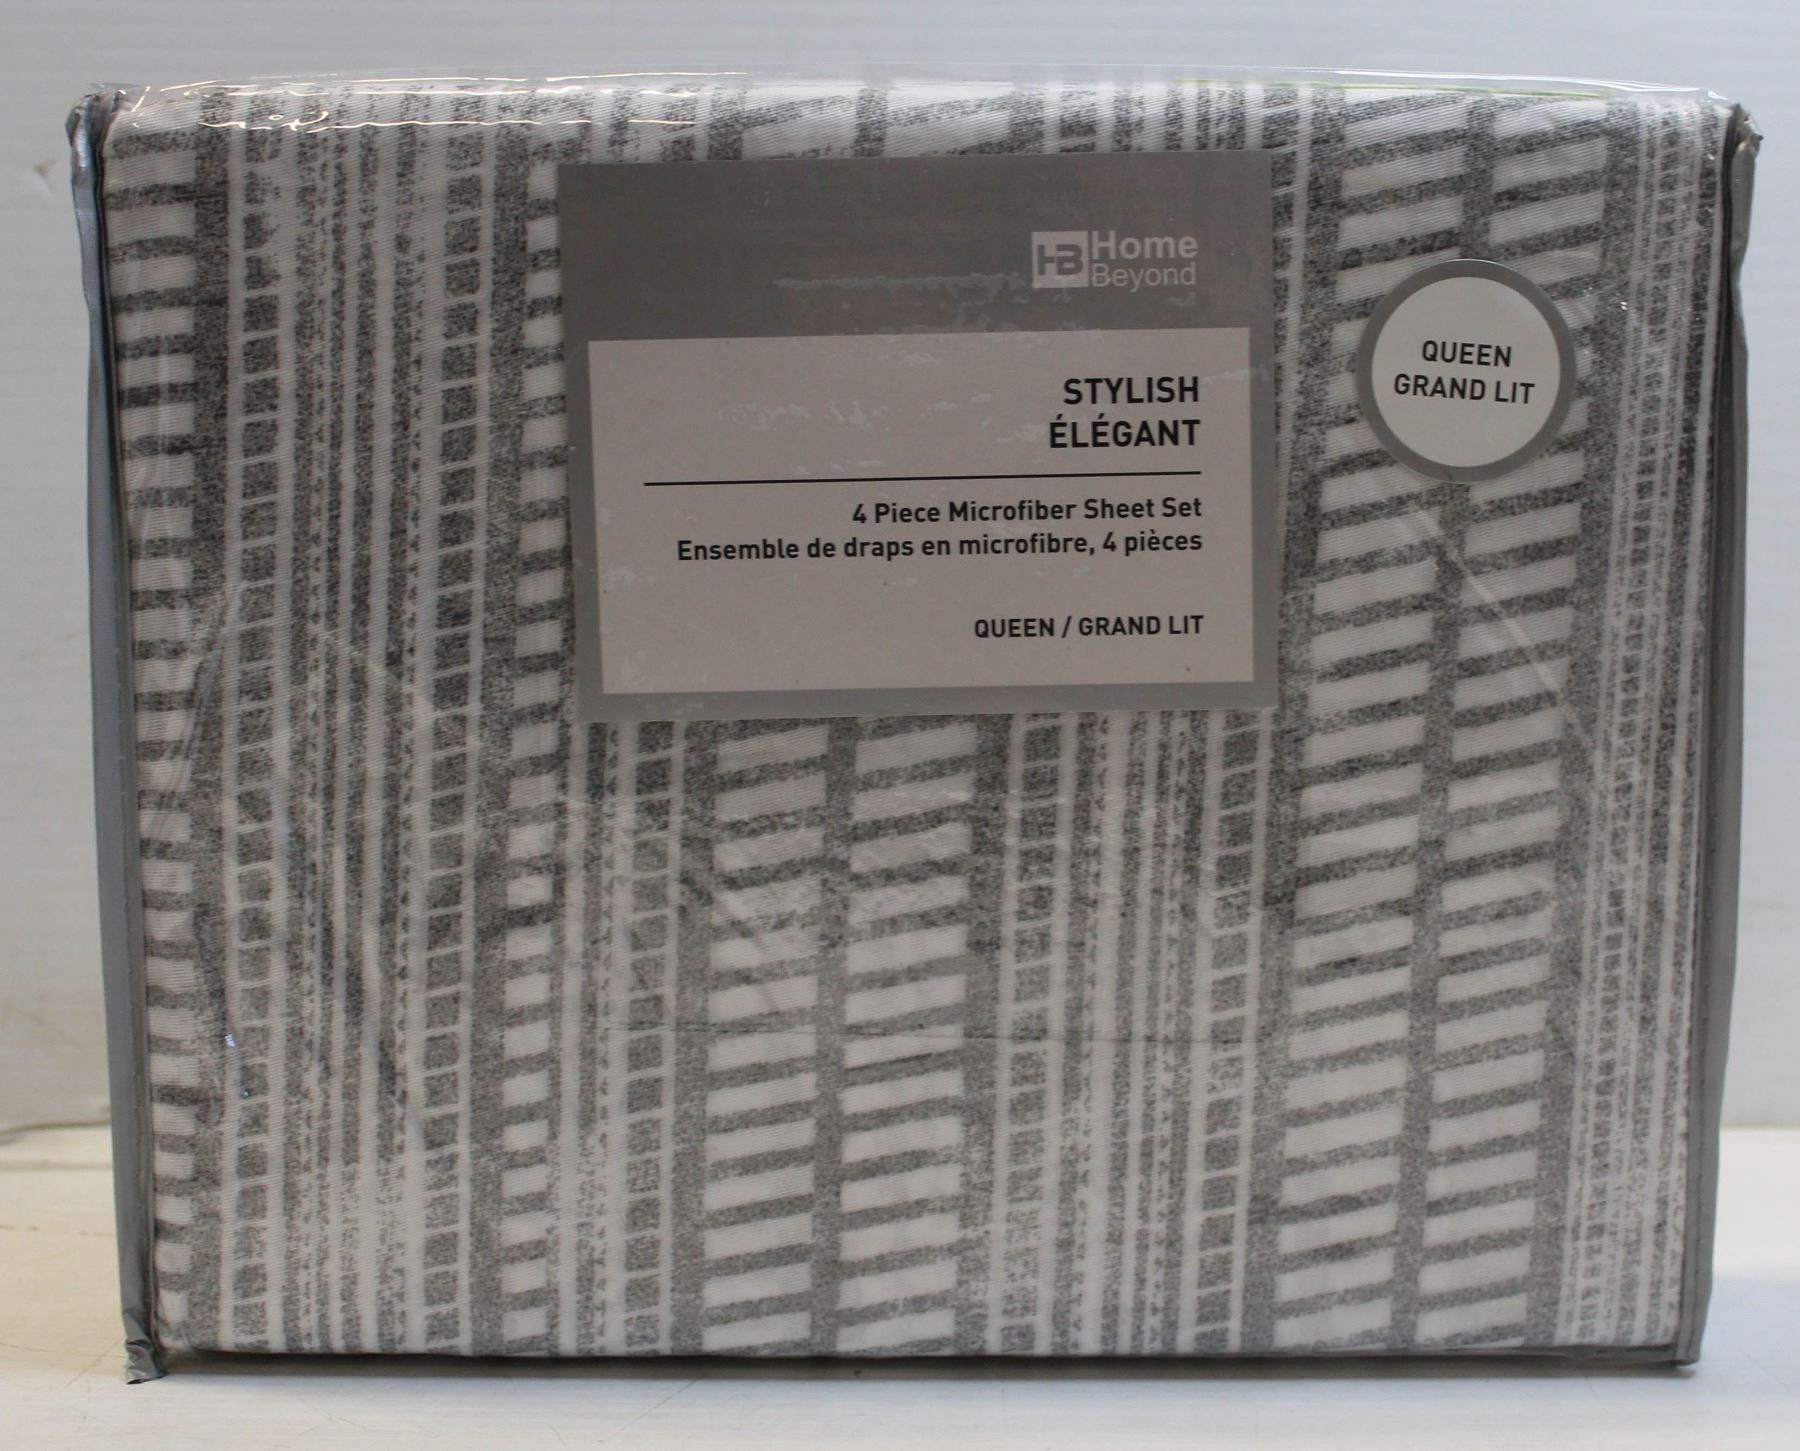 HB Home
Beyond
STYLISH
ÉLÉGANT
4 Piece Microfiber Sheet Set
Ensemble de draps en microfibre, 4 pièces
QUEEN / GRAND LIT
QUEEN
GRAND LIT